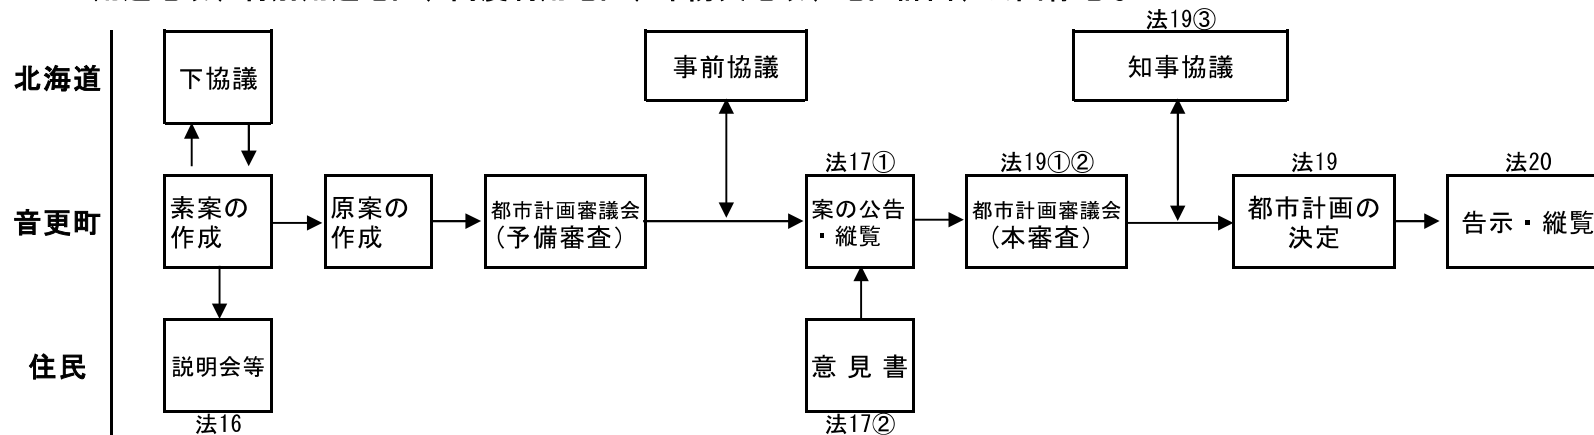 法19③
北海道
下協議
事前協議
知事協議
法17①
法19①②
法19
法20
音更町
素案の
作成
原案の
作成
都市計画審議会
(予備審査)
案の公告
・縦覧
都市計画審議会
(本審査)
都市計画の
決定
告示・縦覧
住民
説明会等
意見書
法16
法17②